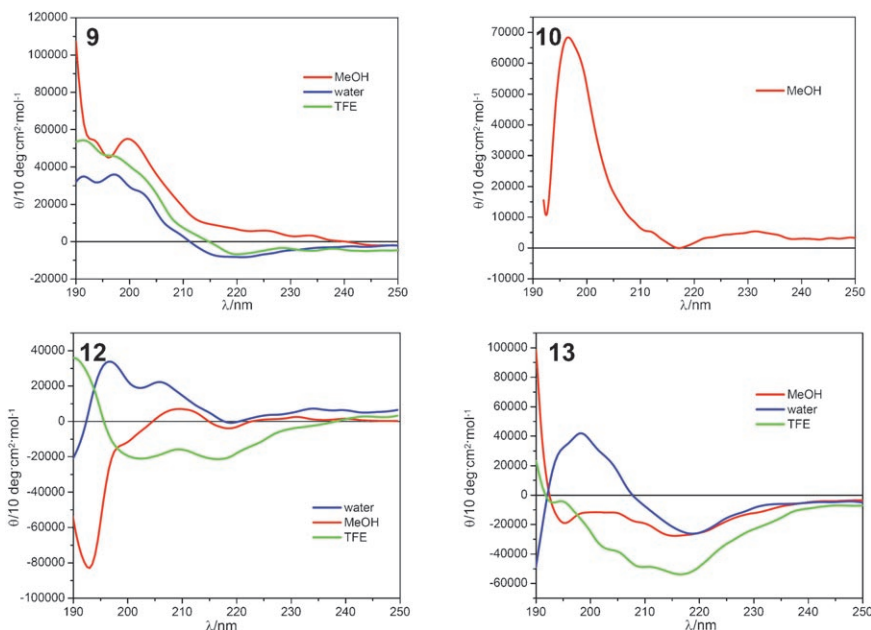 9
120000
100000
80000
60000
40000
20000
0
-20000
θ/10 deg·cm²·mol⁻¹
MeOH
water
TFE
190 200 210 220 230 240 250
λ/nm
10
70000
60000
50000
40000
30000
20000
10000
0
-10000
θ/10 deg·cm²·mol⁻¹
MeOH
190 200 210 220 230 240 250
λ/nm
12
40000
20000
0
-20000
-40000
-60000
-80000
-100000
θ/10 deg·cm²·mol⁻¹
water
MeOH
TFE
190 200 210 220 230 240 250
λ/nm
13
100000
80000
60000
40000
20000
0
-20000
-40000
-60000
θ/10 deg·cm²·mol⁻¹
MeOH
water
TFE
190 200 210 220 230 240 250
λ/nm